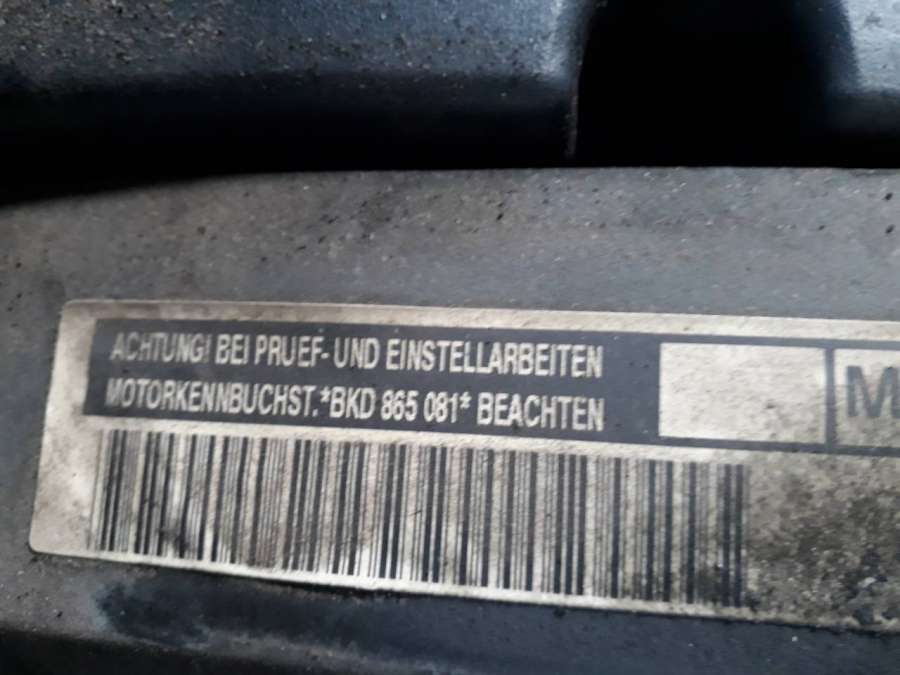 ACHTUNG! BEI PRUEF- UND EINSTELLARBEITEN
MOTORKENNBUCHST.*BKD 865 081* BEACHTEN
M